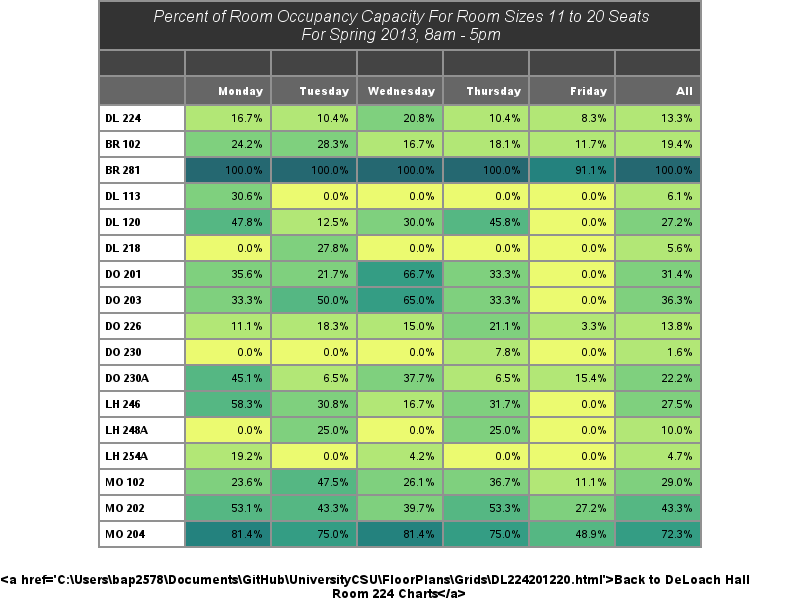 Percent of Room Occupancy Capacity For Room Sizes 11 to 20 Seats
For Spring 2013, 8am - 5pm
Monday Tuesday Wednesday Thursday Friday All
DL 224 16.7% 10.4% 20.8% 10.4% 8.3% 13.3%
BR 102 24.2% 28.3% 16.7% 18.1% 11.7% 19.4%
BR 281 100.0% 100.0% 100.0% 100.0% 91.1% 100.0%
DL 113 30.6% 0.0% 0.0% 0.0% 0.0% 6.1%
DL 120 47.8% 12.5% 30.0% 45.8% 0.0% 27.2%
DL 218 0.0% 27.8% 0.0% 0.0% 0.0% 5.6%
DO 201 35.6% 21.7% 66.7% 33.3% 0.0% 31.4%
DO 203 33.3% 50.0% 65.0% 33.3% 0.0% 36.3%
DO 226 11.1% 18.3% 15.0% 21.1% 3.3% 13.8%
DO 230 0.0% 0.0% 0.0% 7.8% 0.0% 1.6%
DO 230A 45.1% 6.5% 37.7% 6.5% 15.4% 22.2%
LH 246 58.3% 30.8% 16.7% 31.7% 0.0% 27.5%
LH 248A 0.0% 25.0% 0.0% 25.0% 0.0% 10.0%
LH 254A 19.2% 0.0% 4.2% 0.0% 0.0% 4.7%
MO 102 23.6% 47.5% 26.1% 36.7% 11.1% 29.0%
MO 202 53.1% 43.3% 39.7% 53.3% 27.2% 43.3%
MO 204 81.4% 75.0% 81.4% 75.0% 48.9% 72.3%
<a href='C:\Users\bap2578\Documents\GitHub\UniversityCSU\FloorPlans\Grids\DL224201220.html'>Back to DeLoach Hall
Room 224 Charts</a>